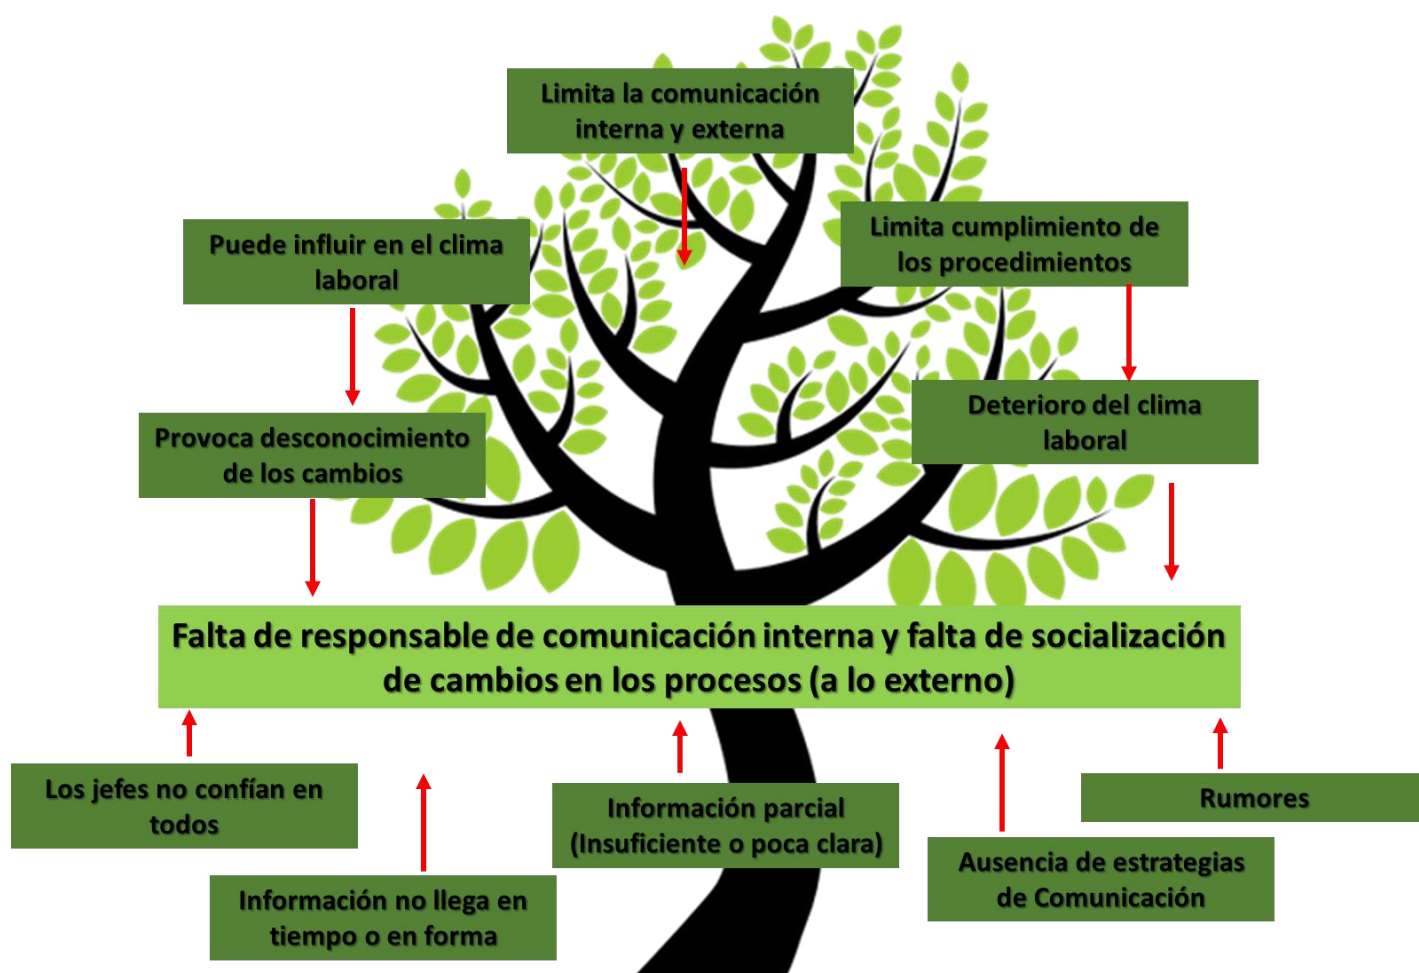 Limita la comunicación
interna y externa
Puede influir en el clima
laboral
Limita cumplimiento de
los procedimientos
Provoca desconocimiento
de los cambios
Deterioro del clima
laboral
Falta de responsable de comunicación interna y falta de socialización
de cambios en los procesos (a lo externo)
Los jefes no confían en
todos
Información no llega en
tiempo o en forma
Información parcial
(Insuficiente o poca clara)
Ausencia de estrategias
de Comunicación
Rumores